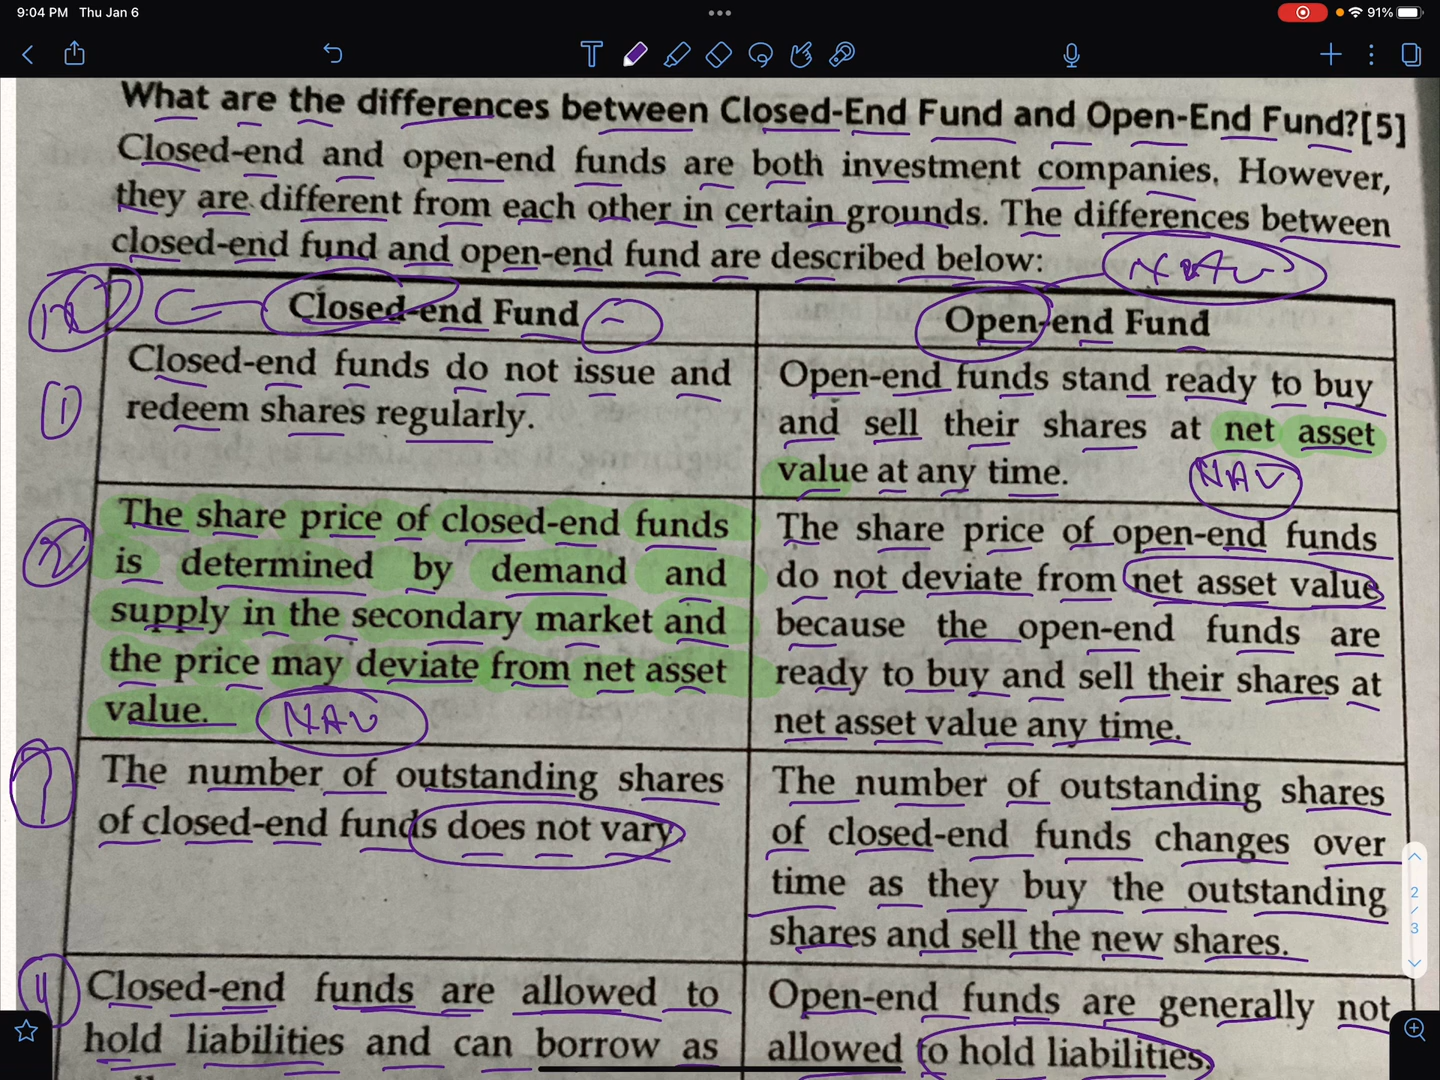 9:04 PM Thu Jan 6
91%
What are the differences between Closed-End Fund and Open-End Fund?[5]
Closed-end and open-end funds are both investment companies. However,
they are different from each other in certain grounds. The differences between
closed-end fund and open-end fund are described below:
NAV
Closed-end Fund
Closed-end funds do not issue and
redeem shares regularly.
Open-end Fund
Open-end funds stand ready to buy
and sell their shares at net asset
value at any time.
NAV
The share price of closed-end funds
is determined by demand and
supply in the secondary market and
the price may deviate from net asset
value.
NAV
The share price of open-end funds
do not deviate from net asset value
because the open-end funds are
ready to buy and sell their shares at
net asset value any time.
The number of outstanding shares
of closed-end funds does not vary
The number of outstanding shares
of closed-end funds changes over
time as they buy the outstanding
shares and sell the new shares.
Closed-end funds are allowed to
hold liabilities and can borrow as
Open-end funds are generally not
allowed to hold liabilities.
1
4
2
/
3